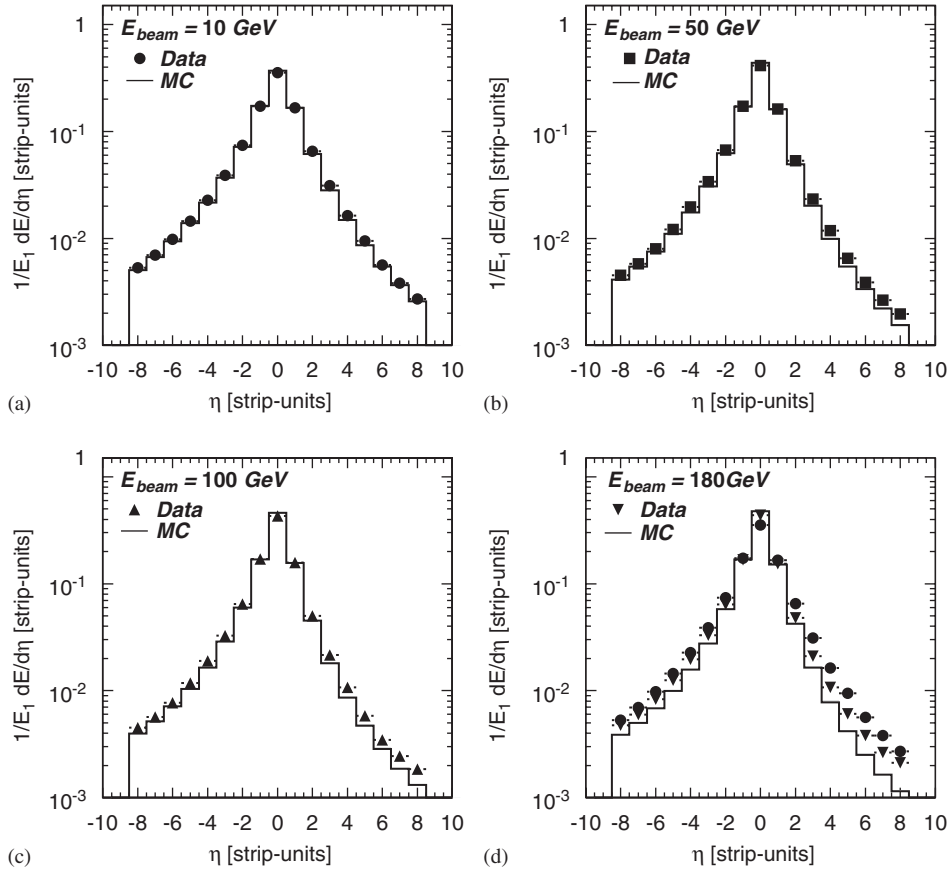 1
10⁻¹
10⁻²
10⁻³
1/E₁ dE/dη [strip-units]
E_beam = 10 GeV
Data
MC
-10 -8 -6 -4 -2 0 2 4 6 8 10
η [strip-units]
(a)
1
10⁻¹
10⁻²
10⁻³
1/E₁ dE/dη [strip-units]
E_beam = 50 GeV
Data
MC
-10 -8 -6 -4 -2 0 2 4 6 8 10
η [strip-units]
(b)
1
10⁻¹
10⁻²
10⁻³
1/E₁ dE/dη [strip-units]
E_beam = 100 GeV
Data
MC
-10 -8 -6 -4 -2 0 2 4 6 8 10
η [strip-units]
(c)
1
10⁻¹
10⁻²
10⁻³
1/E₁ dE/dη [strip-units]
E_beam = 180GeV
Data
MC
-10 -8 -6 -4 -2 0 2 4 6 8 10
η [strip-units]
(d)